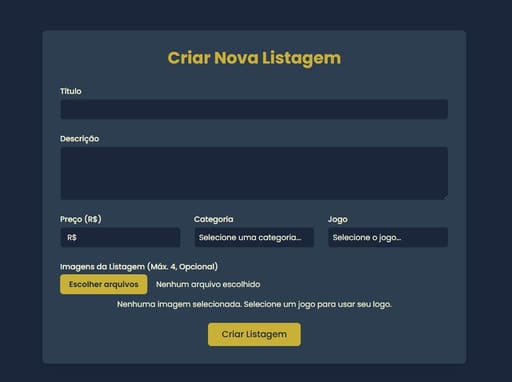 Criar Nova Listagem
Título
Descrição
Preço (R$) Categoria Jogo
R$ Selecione uma categoria... Selecione o jogo...
Imagens da Listagem (Máx. 4, Opcional)
Escolher arquivos Nenhum arquivo escolhido
Nenhuma imagem selecionada. Selecione um jogo para usar seu logo.
Criar Listagem